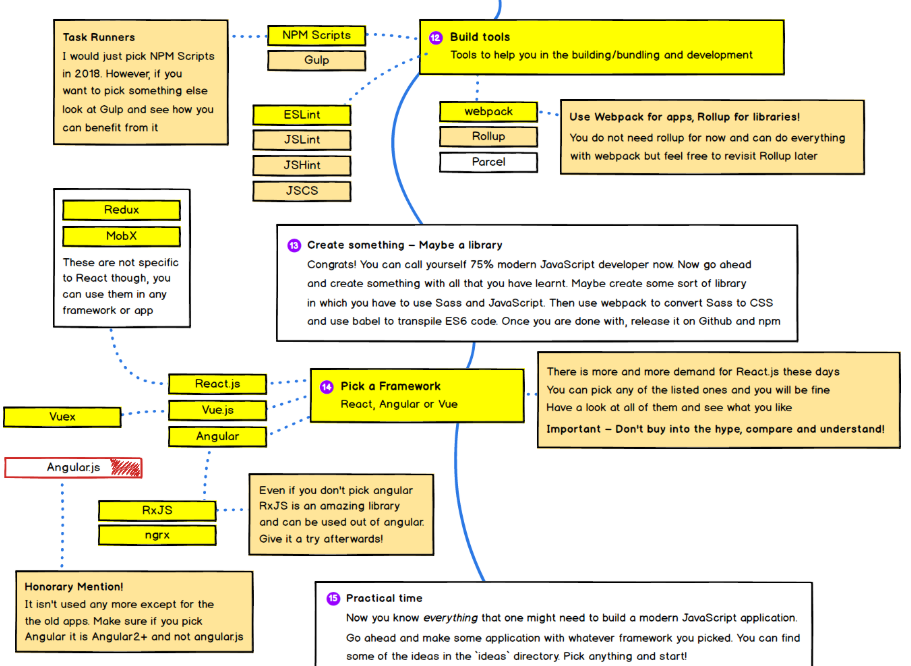 Task Runners
I would just pick NPM Scripts
in 2018. However, if you
want to pick something else
look at Gulp and see how you
can benefit from it
NPM Scripts
Gulp
12 Build tools
Tools to help you in the building/bundling and development
ESLint
JSLint
JSHint
JSCS
webpack
Rollup
Parcel
Use Webpack for apps, Rollup for libraries!
You do not need rollup for now and can do everything
with webpack but feel free to revisit Rollup later
Redux
MobX
These are not specific
to React though, you
can use them in any
framework or app
13 Create something – Maybe a library
Congrats! You can call yourself 75% modern JavaScript developer now. Now go ahead
and create something with all that you have learnt. Maybe create some sort of library
in which you have to use Sass and JavaScript. Then use webpack to convert Sass to CSS
and use babel to transpile ES6 code. Once you are done with, release it on Github and npm
14 Pick a Framework
React, Angular or Vue
There is more and more demand for React.js these days
You can pick any of the listed ones and you will be fine
Have a look at all of them and see what you like
Important – Don't buy into the hype, compare and understand!
React.js
Vue.js
Angular
Vuex
Angular.js
RxJS
ngrx
Even if you don't pick angular
RxJS is an amazing library
and can be used out of angular.
Give it a try afterwards!
Honorary Mention!
It isn't used any more except for the
the old apps. Make sure if you pick
Angular it is Angular2+ and not angularjs
15 Practical time
Now you know everything that one might need to build a modern JavaScript application.
Go ahead and make some application with whatever framework you picked. You can find
some of the ideas in the `ideas` directory. Pick anything and start!